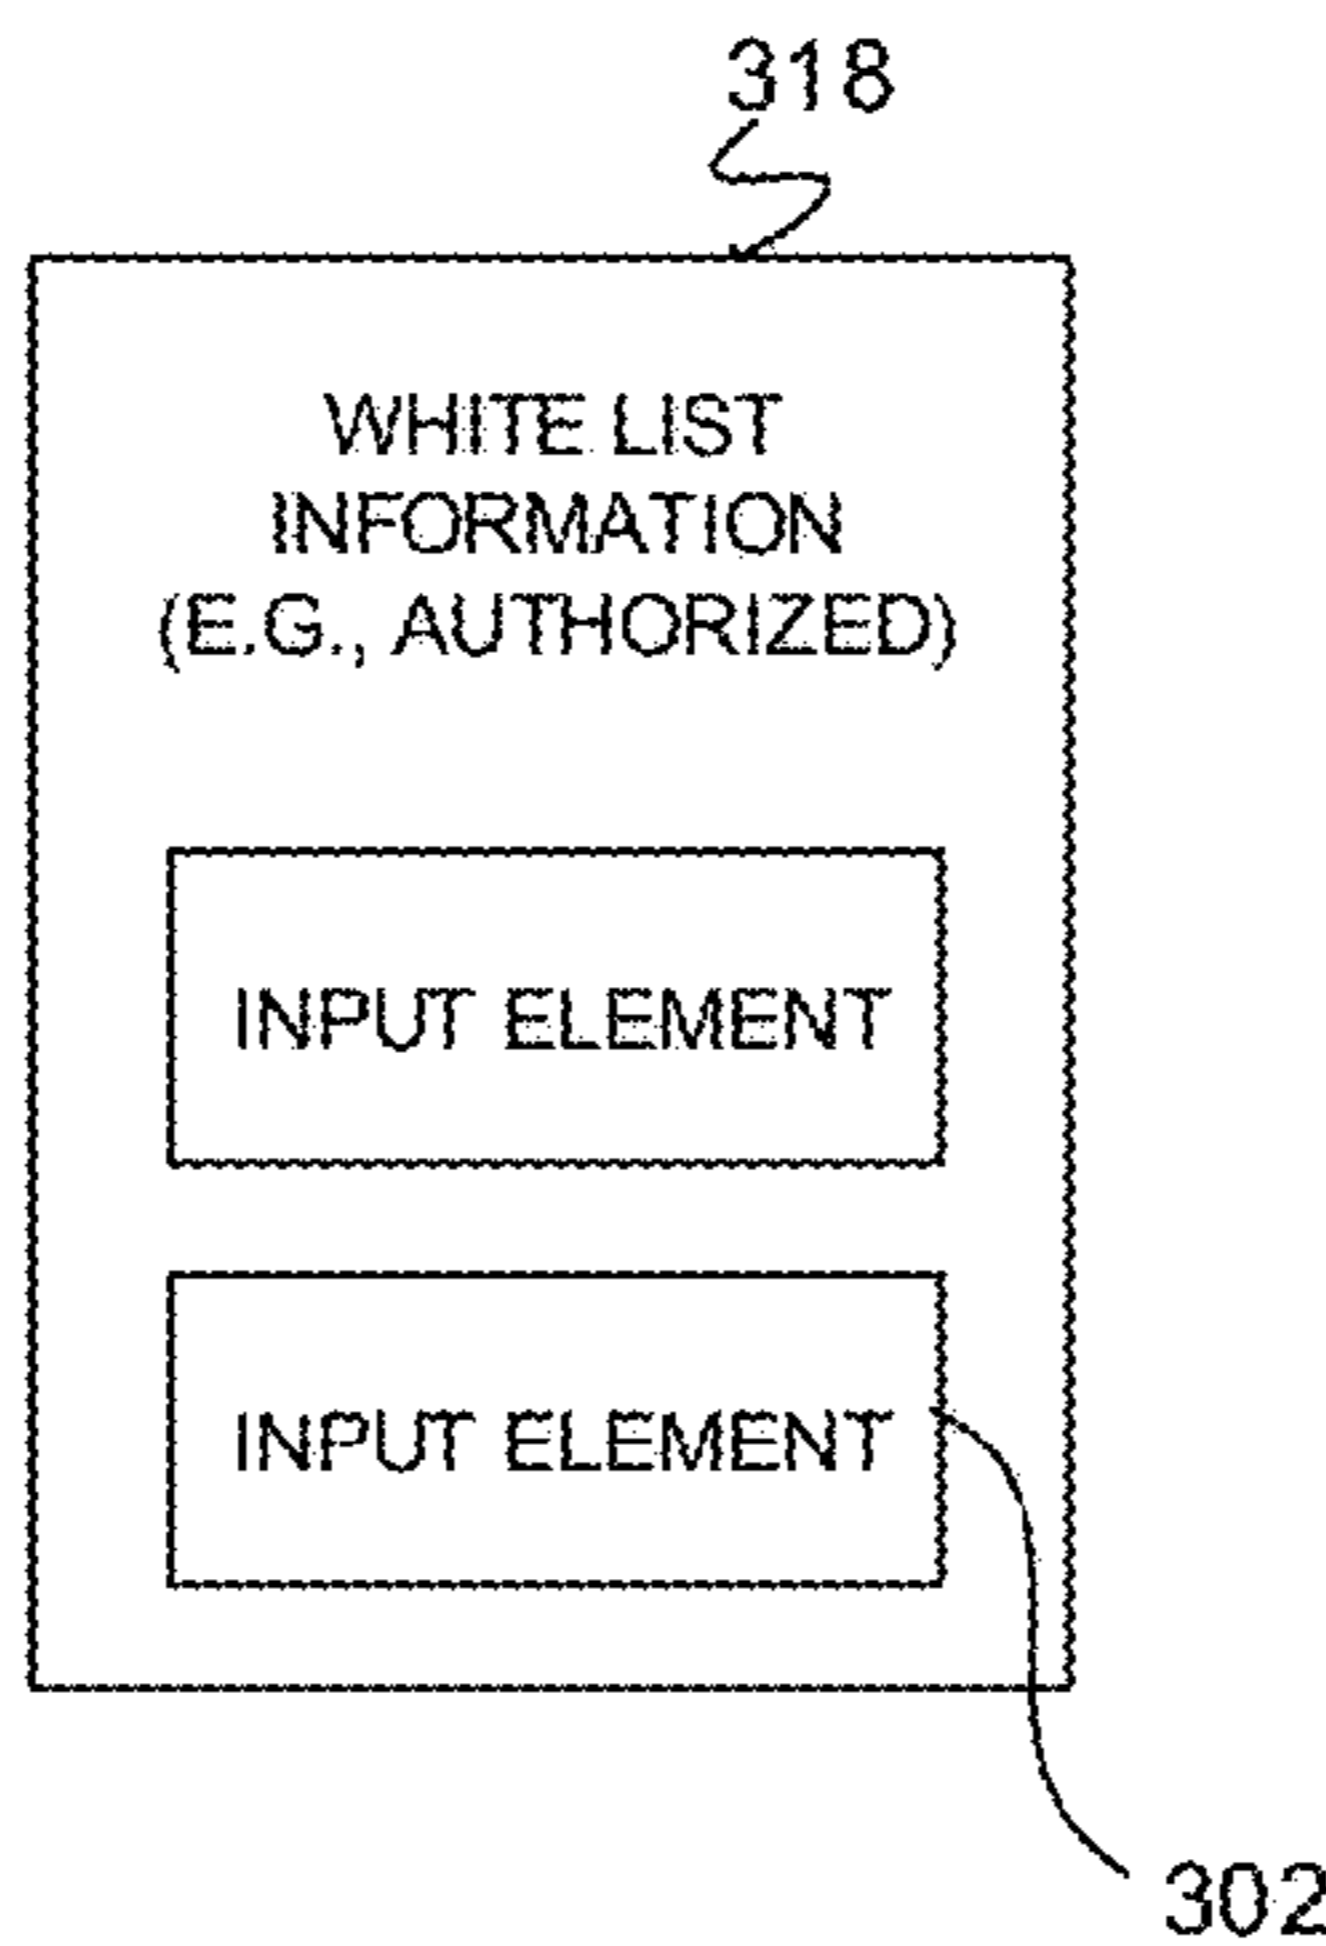 318
WHITE LIST
INFORMATION
(E.G., AUTHORIZED)
INPUT ELEMENT
INPUT ELEMENT
302